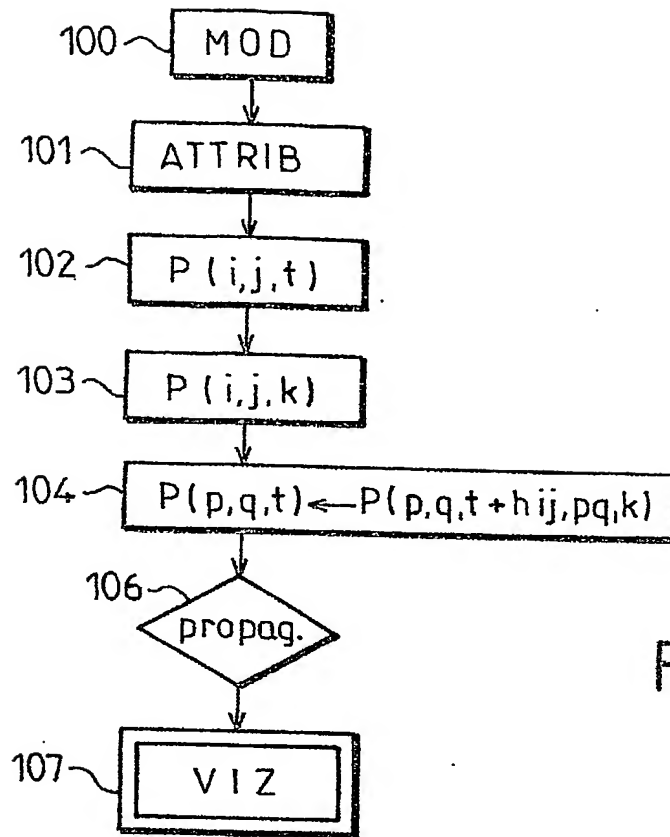 100 MOD
101 ATTRIB
102 P(i,j,t)
103 P(i,j,k)
104 P(p,q,t)←P(p,q,t+hij,pq,k)
106 propag.
107 VIZ